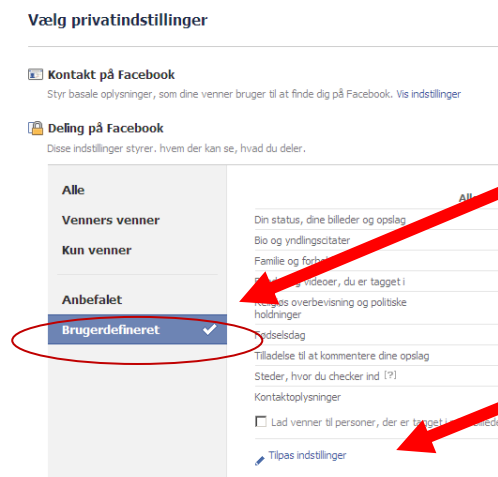 Vælg privatindstillinger
Kontakt på Facebook
Styr basale oplysninger, som dine venner bruger til at finde dig på Facebook. Vis indstillinger
Deling på Facebook
Disse indstillinger styrer. hvem der kan se, hvad du deler.
Alle
Venners venner
Kun venner
Anbefalet
Brugerdefineret
Din status, dine billeder og opslag
Bio og yndlingscitater
Familie og
videoer, du er tagget i
overbevisning og politiske
holdninger
Fødselsdag
Tilladelse til at kommentere dine opslag
Steder, hvor du checker ind [?]
Kontaktoplysninger
Lad venner til personer, der er tagget i
Tilpas indstillinger